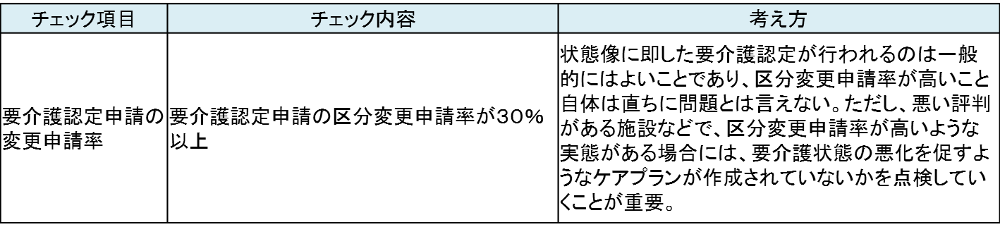 チェック項目
チェック内容
考え方
要介護認定申請の
変更申請率
要介護認定申請の区分変更申請率が30%
以上
状態像に即した要介護認定が行われるのは一般
的にはよいことであり、区分変更申請率が高いこと
自体は直ちに問題とは言えない。ただし、悪い評判
がある施設などで、区分変更申請率が高いような
実態がある場合には、要介護状態の悪化を促すよ
うなケアプランが作成されていないかを点検してい
くことが重要。